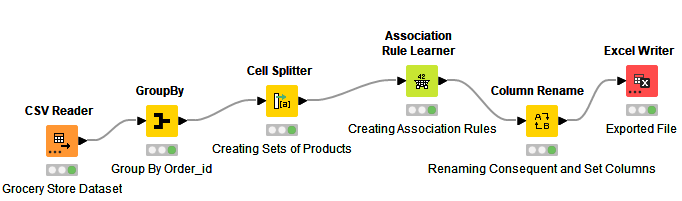 CSV Reader
Grocery Store Dataset
GroupBy
Group By Order_id
Cell Splitter
[a]
Creating Sets of Products
Association
Rule Learner
Creating Association Rules
Column Rename
A
B
Renaming Consequent and Set Columns
Excel Writer
Exported File